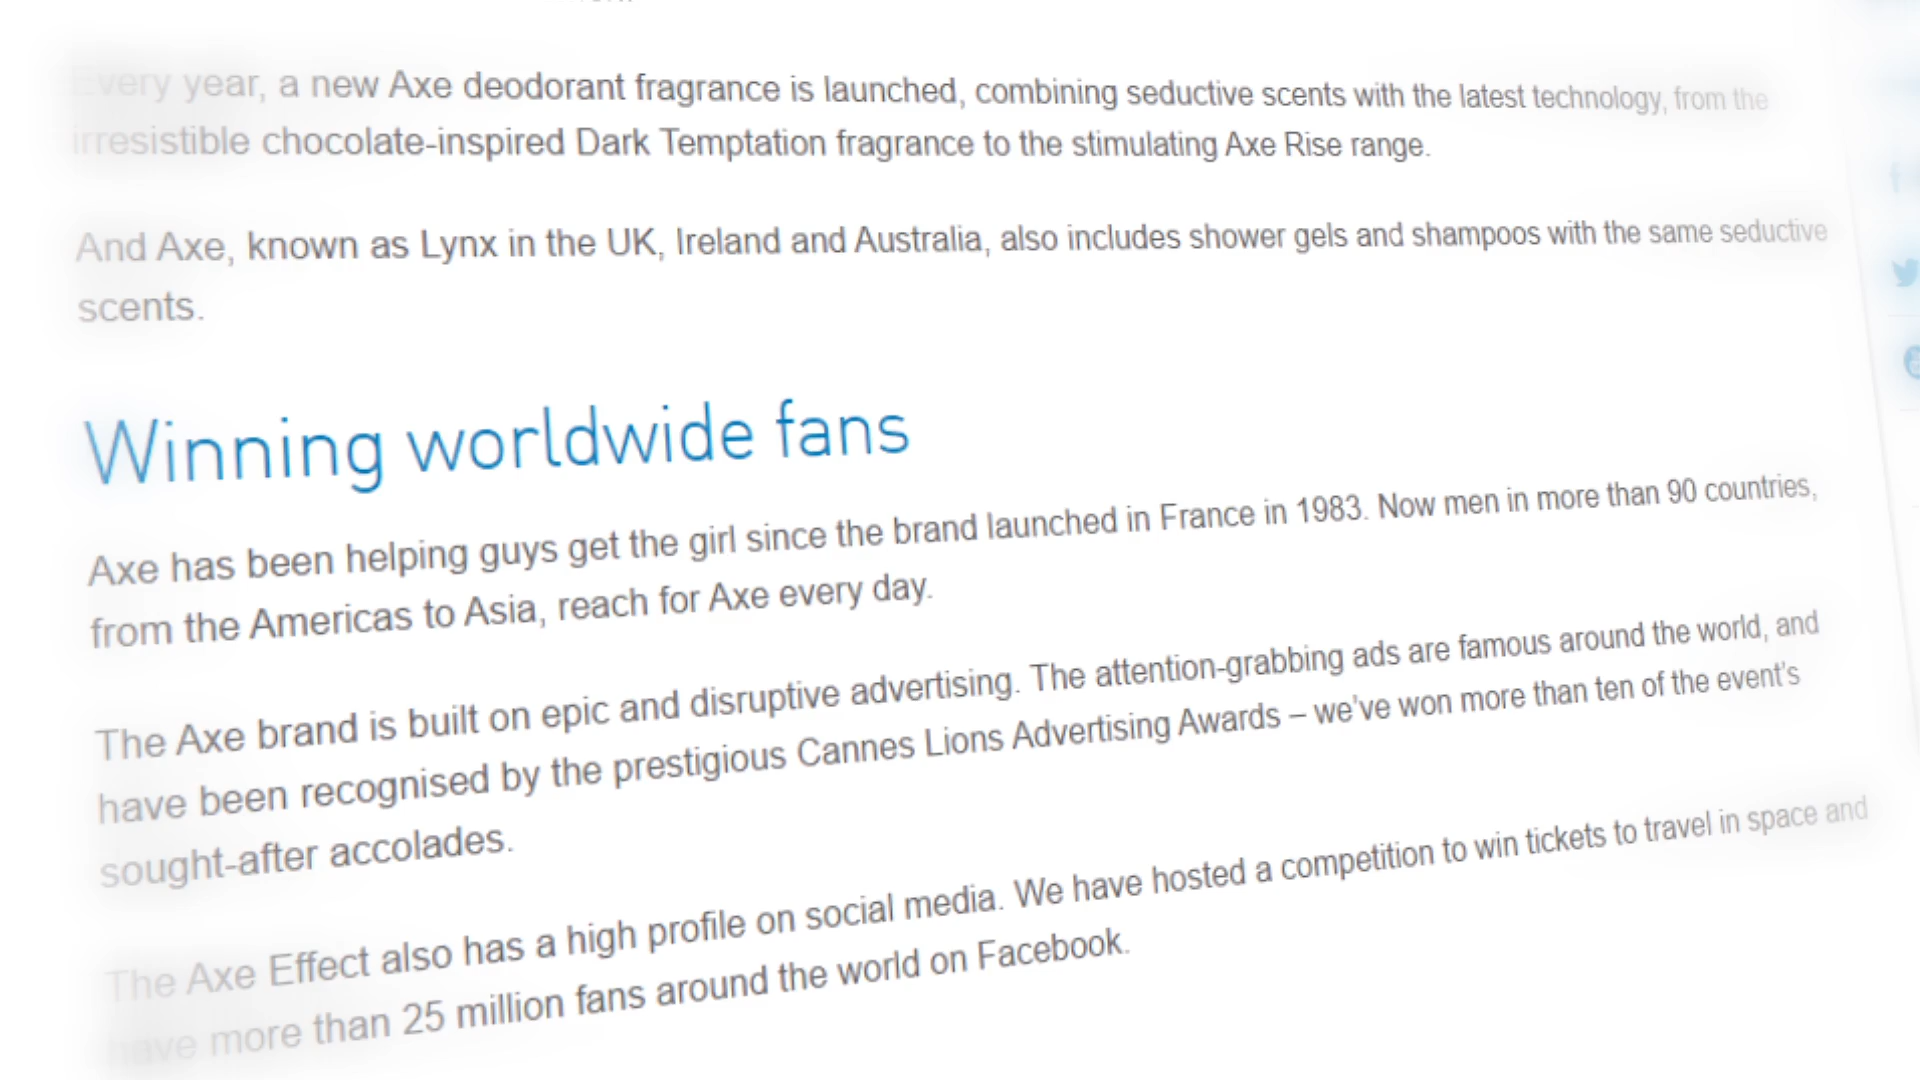 Every year, a new Axe deodorant fragrance is launched, combining seductive scents with the latest technology, from the
irresistible chocolate-inspired Dark Temptation fragrance to the stimulating Axe Rise range.
And Axe, known as Lynx in the UK, Ireland and Australia, also includes shower gels and shampoos with the same seductive
scents.
Winning worldwide fans
Axe has been helping guys get the girl since the brand launched in France in 1983. Now men in more than 90 countries,
from the Americas to Asia, reach for Axe every day.
The Axe brand is built on epic and disruptive advertising. The attention-grabbing ads are famous around the world, and
have been recognised by the prestigious Cannes Lions Advertising Awards – we've won more than ten of the event's
sought-after accolades.
The Axe Effect also has a high profile on social media. We have hosted a competition to win tickets to travel in space and
have more than 25 million fans around the world on Facebook.